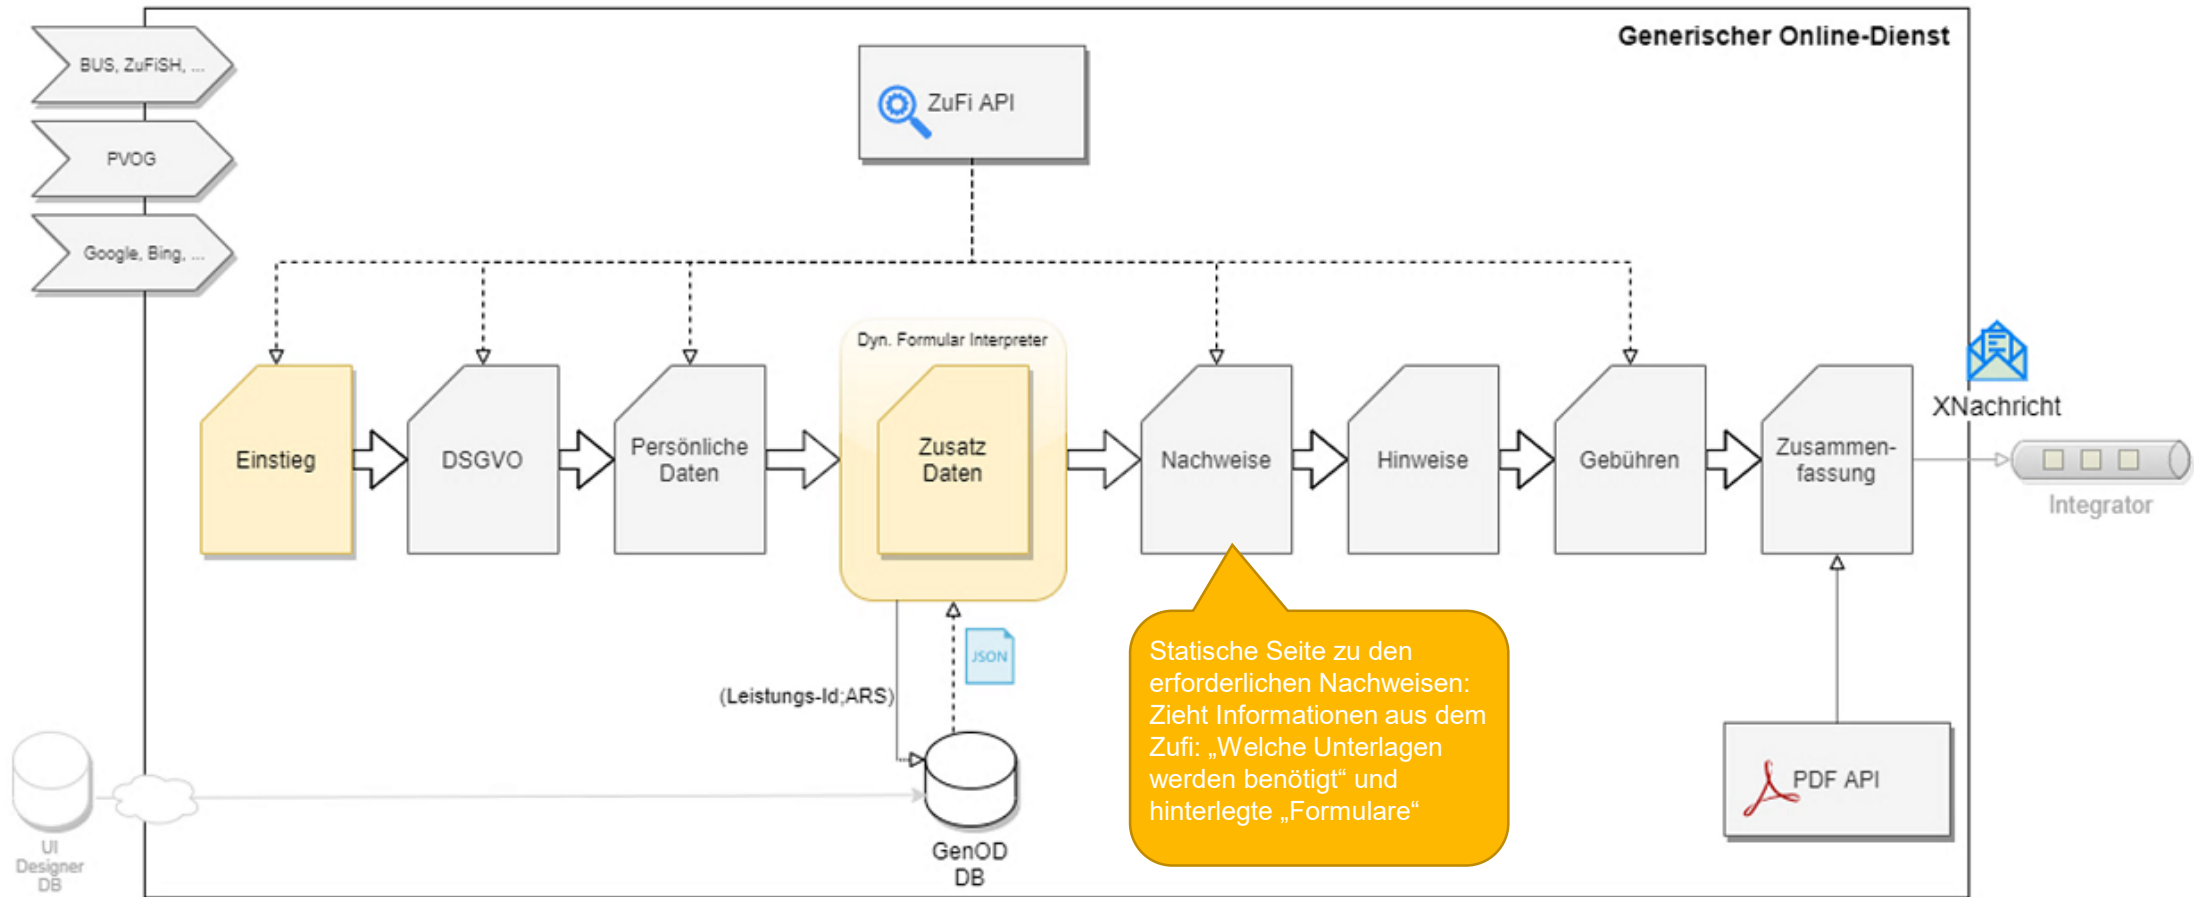 Generischer Online-Dienst
BUS, ZuFiSH, ...
PVOG
Google, Bing, ...
ZuFi API
Dyn. Formular Interpreter
Einstieg
DSGVO
Persönliche
Daten
Zusatz
Daten
Nachweise
Hinweise
Gebühren
Zusammen-
fassung
XNachricht
Integrator
JSON
(Leistungs-Id;ARS)
Statische Seite zu den
erforderlichen Nachweisen:
Zieht Informationen aus dem
Zufi: „Welche Unterlagen
werden benötigt“ und
hinterlegte „Formulare“
PDF API
UI
Designer
DB
GenOD
DB